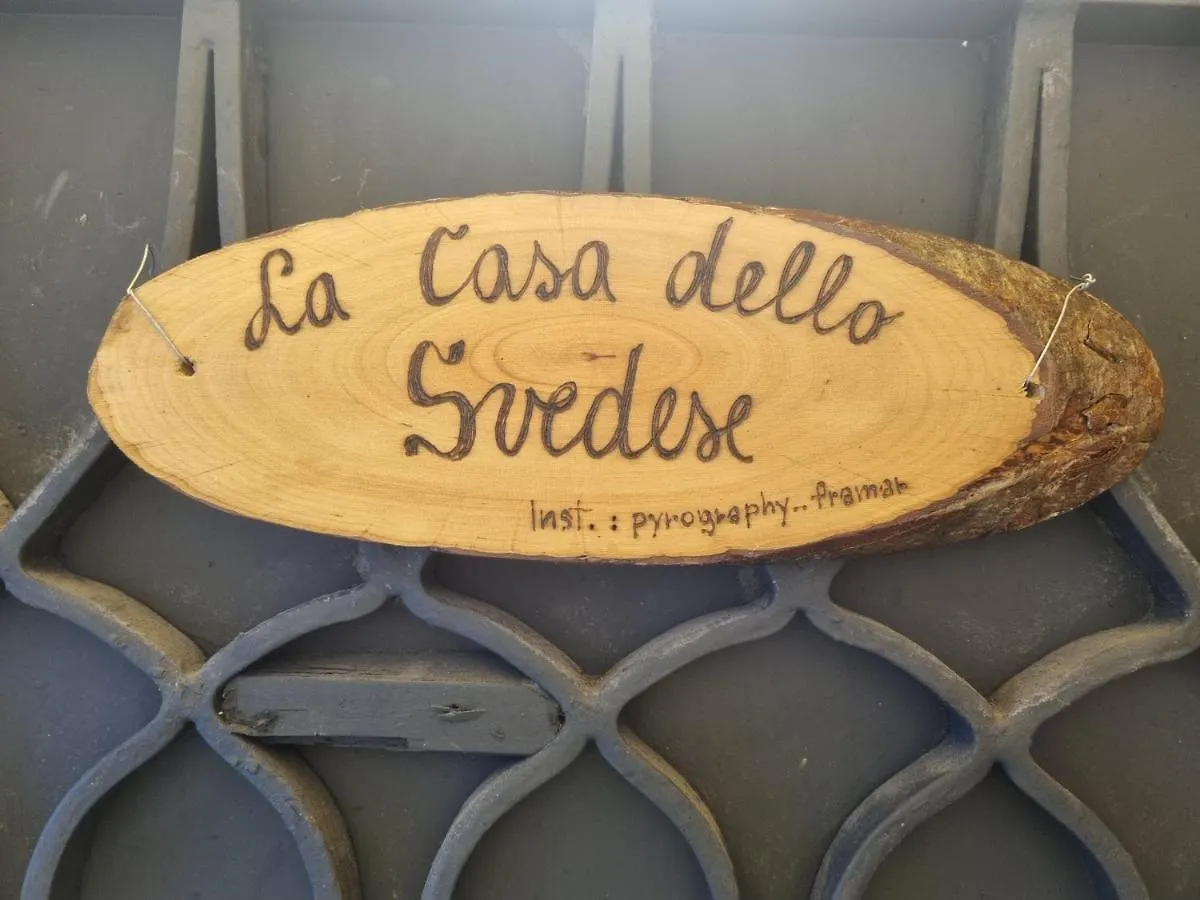 La Casa dello
Svedese
Inst. : pyrography.. framar